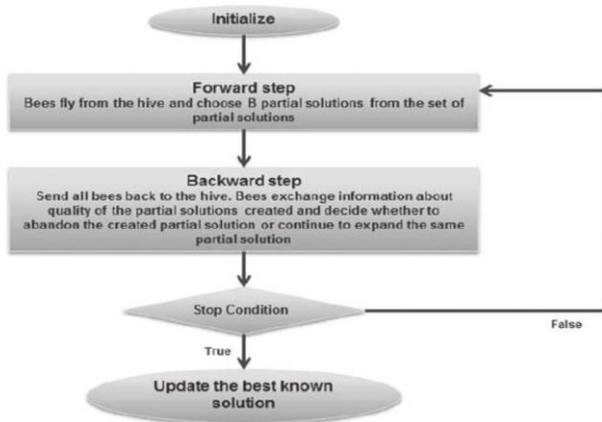 Initialize
Forward step
Bees fly from the hive and choose B partial solutions from the set of
partial solutions
Backward step
Send all bees back to the hive. Bees exchange information about
quality of the partial solutions created and decide whether to
abandon the created partial solution or continue to expand the same
partial solution
Stop Condition
False
True
Update the best known
solution